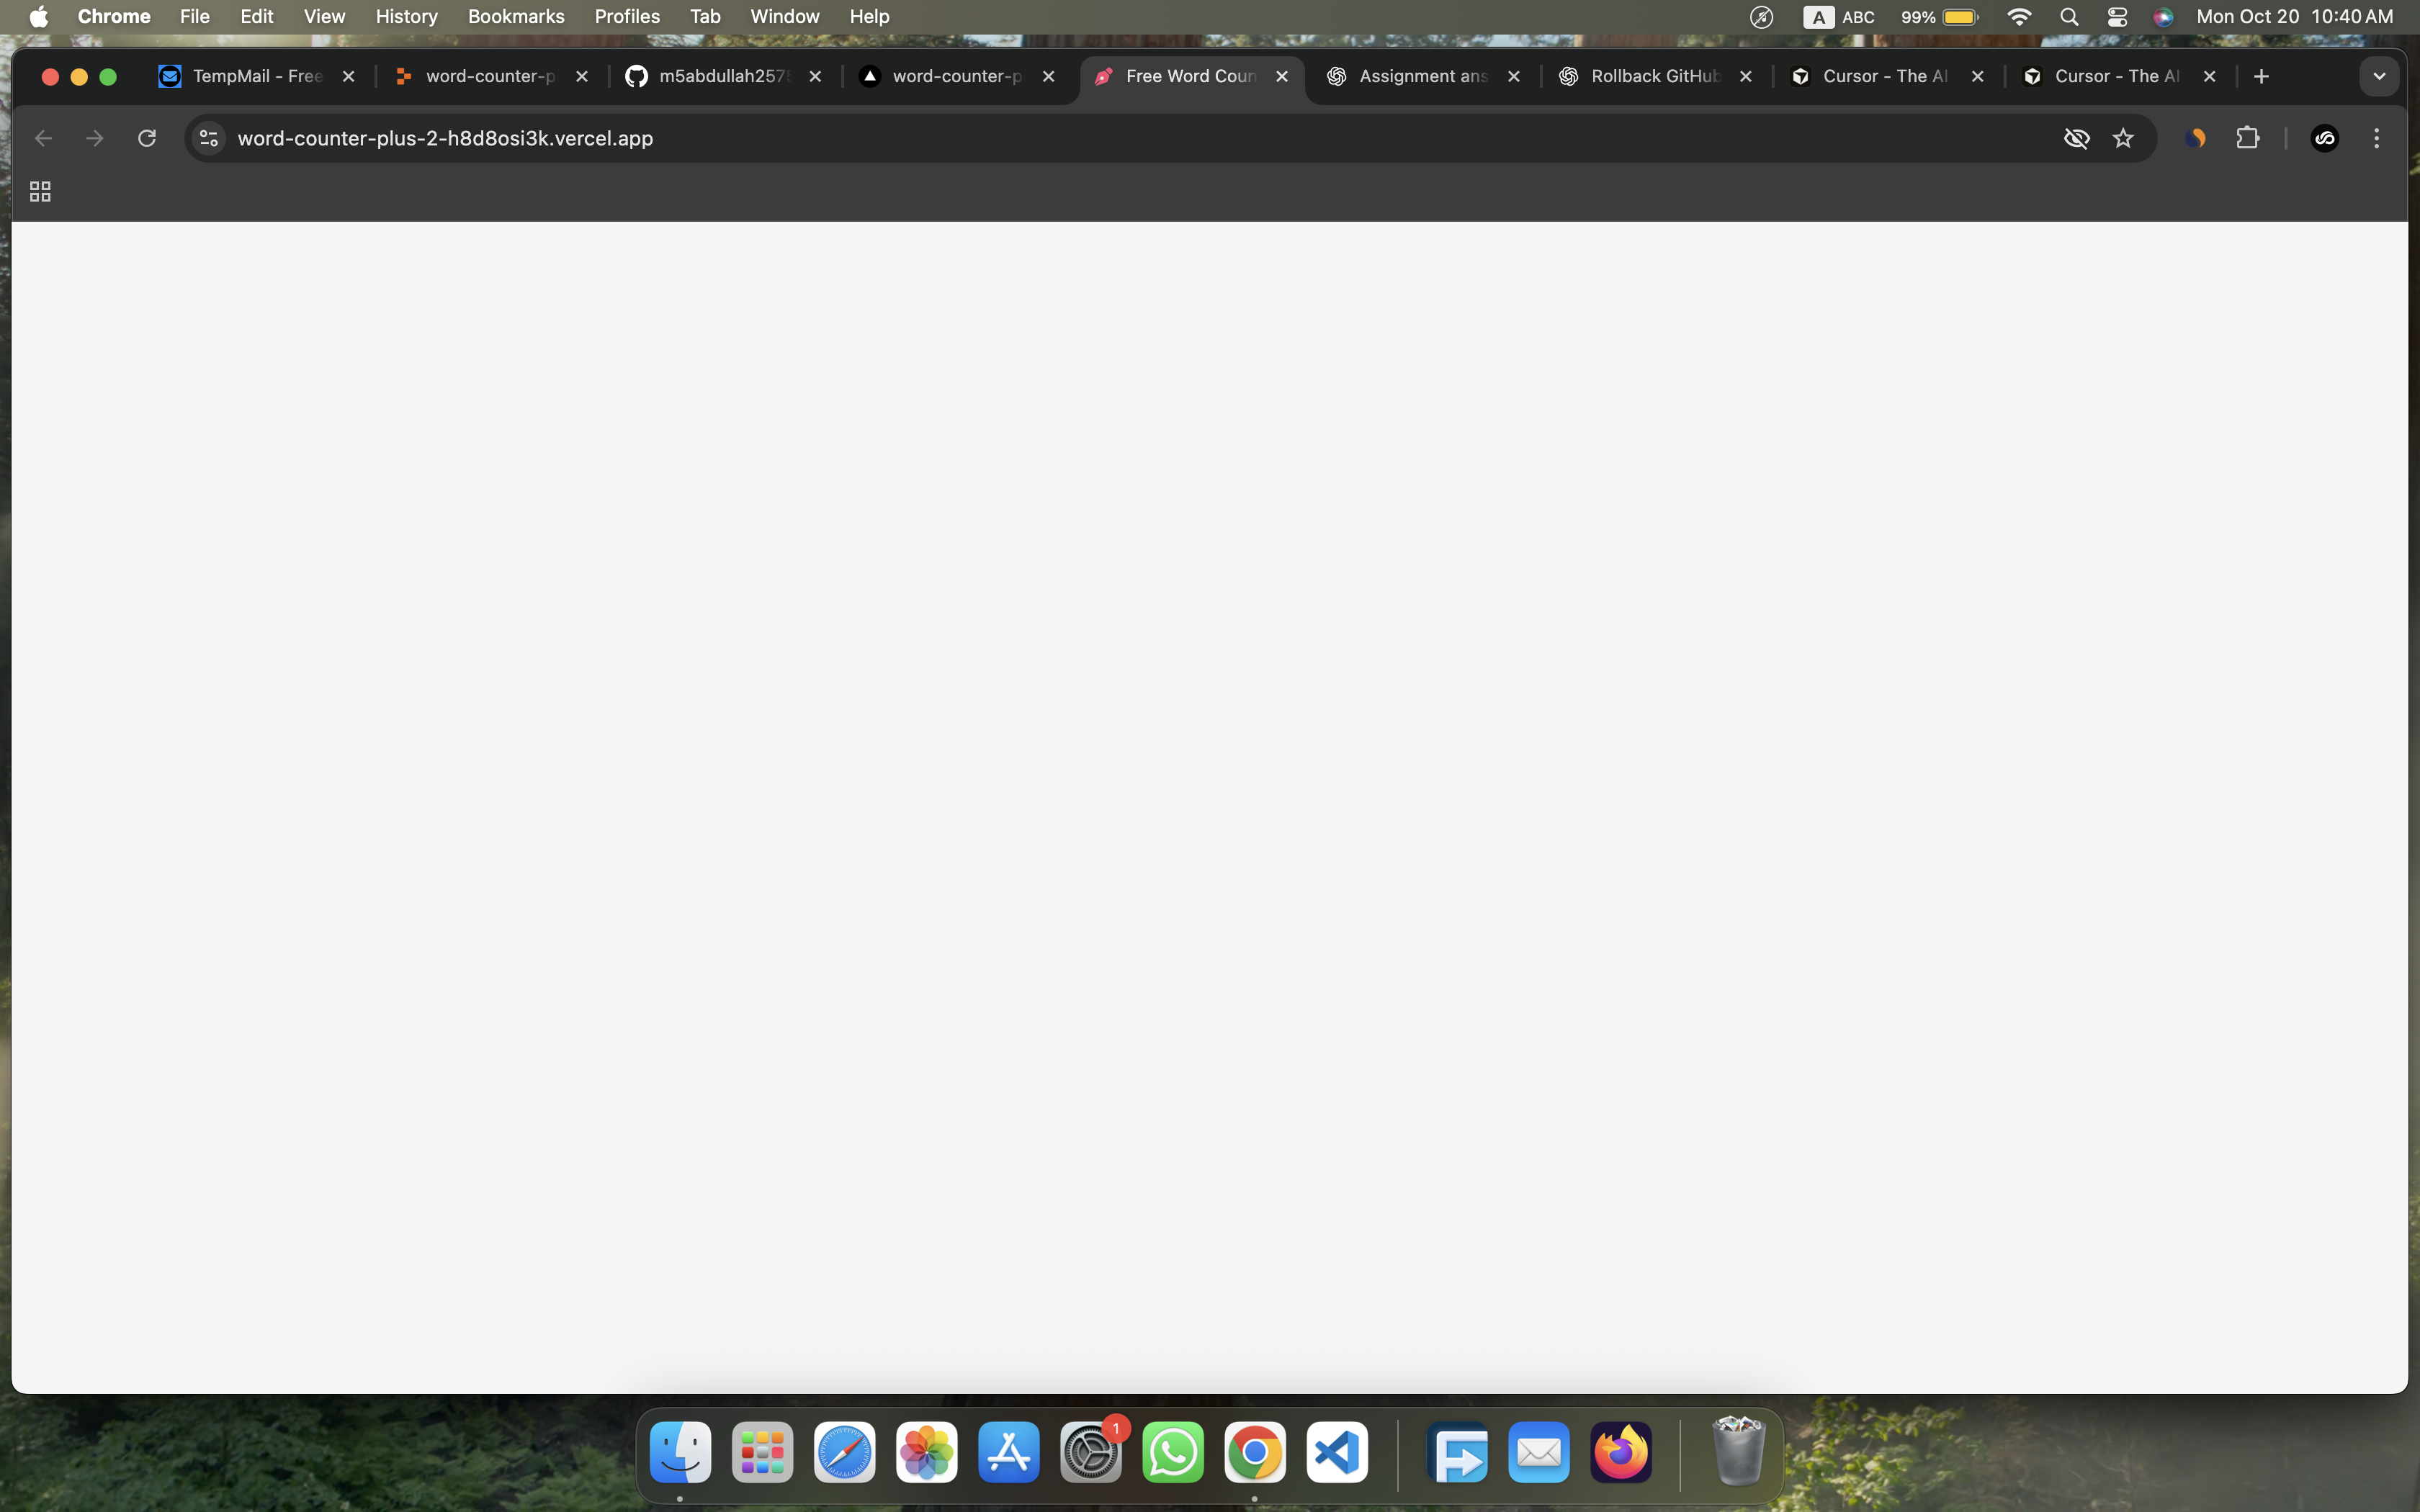 Chrome File Edit View History Bookmarks Profiles Tab Window Help A ABC 99% Mon Oct 20 10:40 AM
TempMail - Free word-counter-p m5abdullah257 word-counter-p Free Word Coun Assignment ans Rollback GitHub Cursor - The AI Cursor - The AI
word-counter-plus-2-h8d8osi3k.vercel.app
1